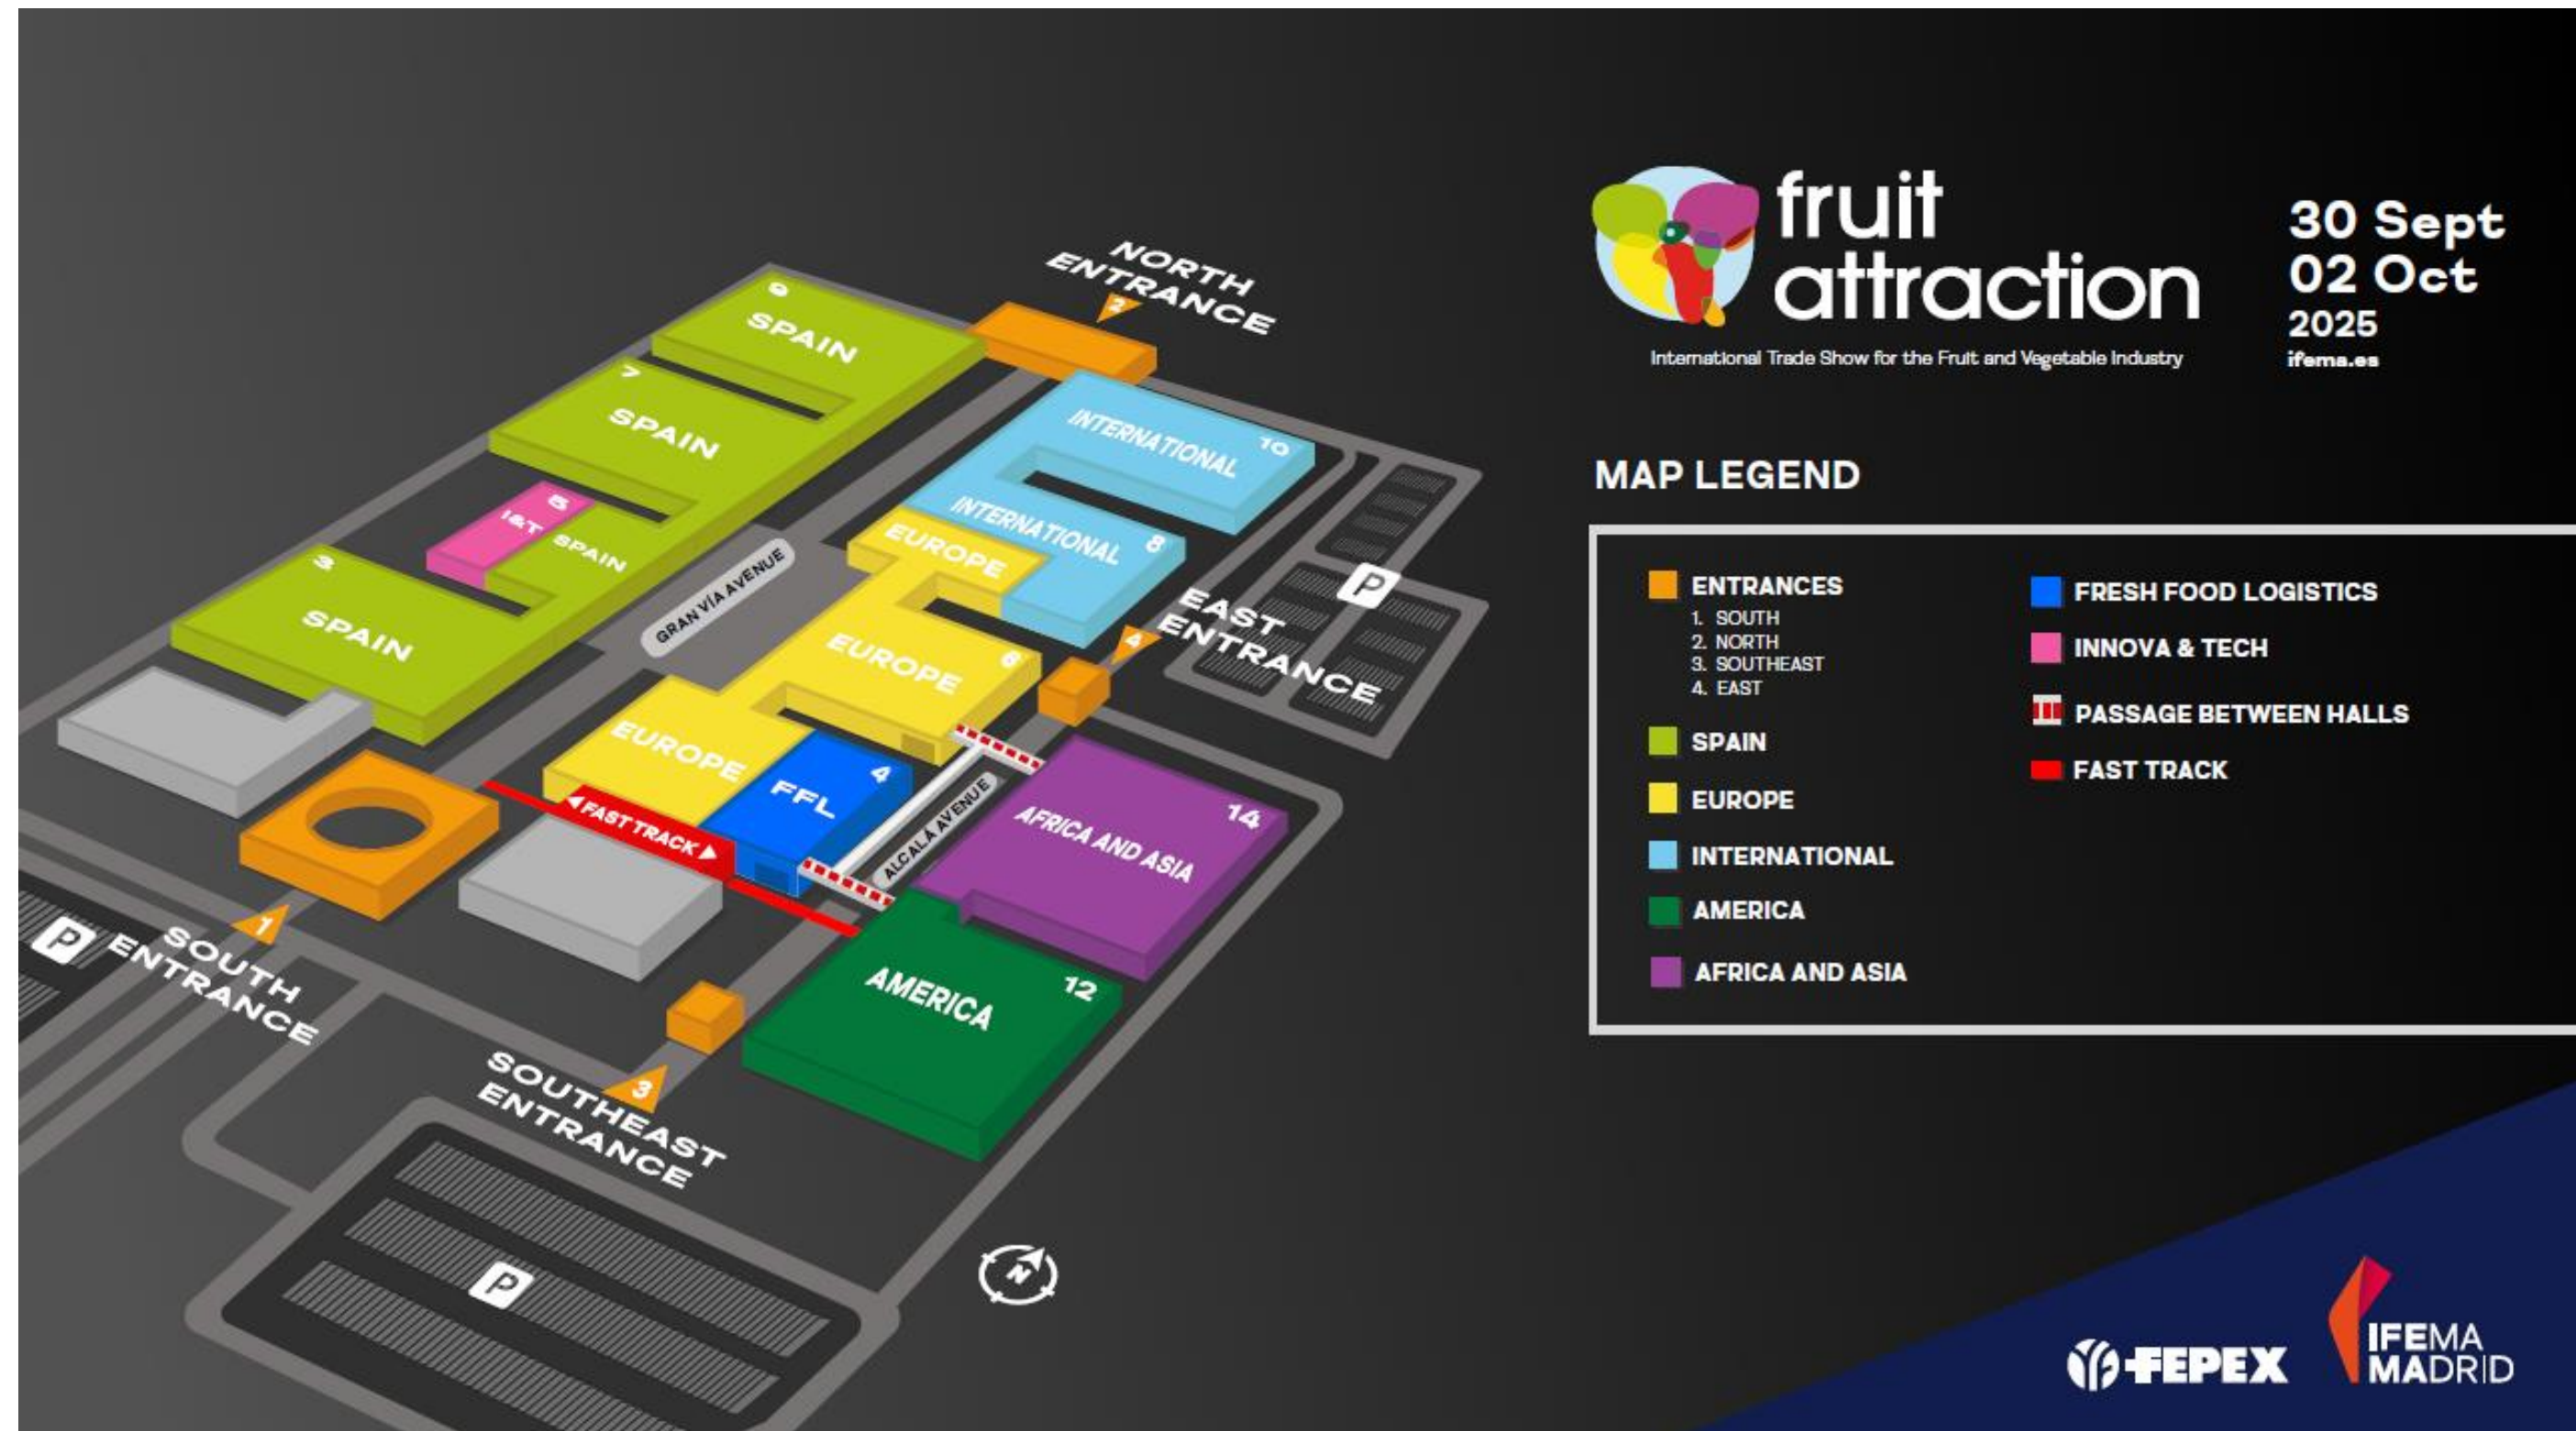 NORTH
ENTRANCE
2
9
SPAIN
7
SPAIN
5
I&T
SPAIN
3
SPAIN
INTERNATIONAL
10
INTERNATIONAL
8
EUROPE
GRAN VÍA AVENUE
EUROPE
6
EAST
ENTRANCE
4
P
EUROPE
FFL
4
FAST TRACK
ALCALÁ AVENUE
AFRICA AND ASIA
14
AMERICA
12
1
SOUTH
ENTRANCE
P
3
SOUTHEAST
ENTRANCE
P
N
fruit
attraction
International Trade Show for the Fruit and Vegetable Industry
30 Sept
02 Oct
2025
ifema.es
MAP LEGEND
ENTRANCES
1. SOUTH
2. NORTH
3. SOUTHEAST
4. EAST
SPAIN
EUROPE
INTERNATIONAL
AMERICA
AFRICA AND ASIA
FRESH FOOD LOGISTICS
INNOVA & TECH
PASSAGE BETWEEN HALLS
FAST TRACK
FEPEX
IFEMA
MADRID